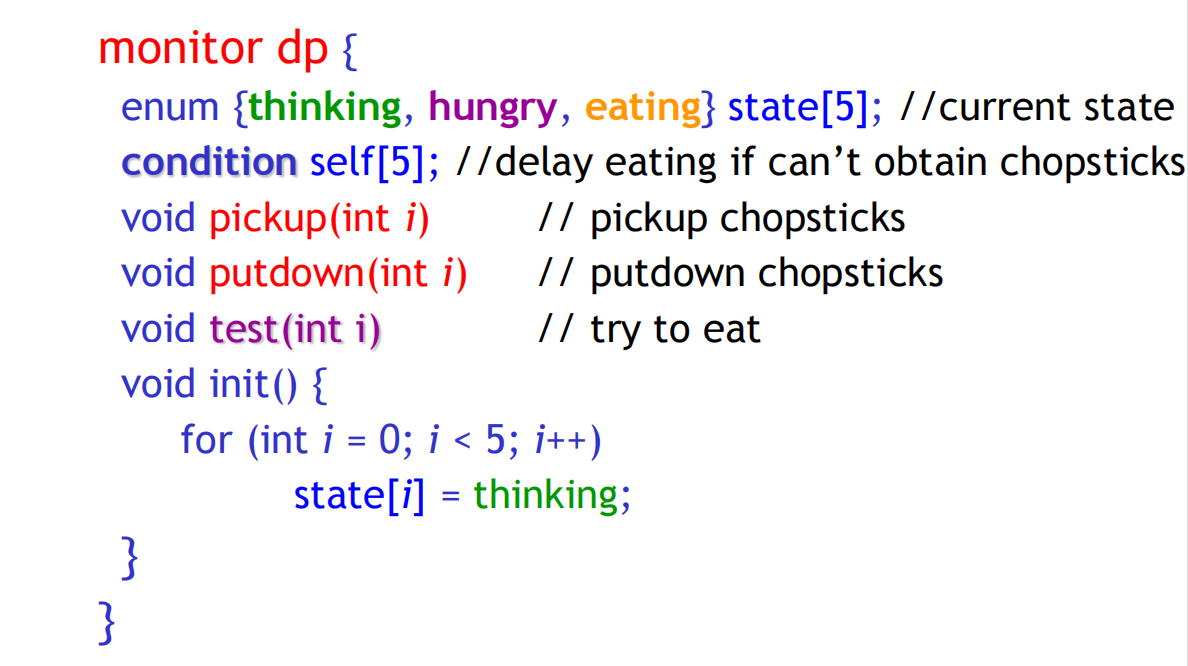 monitor dp {
enum {thinking, hungry, eating} state[5]; //current state
condition self[5]; //delay eating if can’t obtain chopsticks
void pickup(int i) // pickup chopsticks
void putdown(int i) // putdown chopsticks
void test(int i) // try to eat
void init() {
for (int i = 0; i < 5; i++)
state[i] = thinking;
}
}